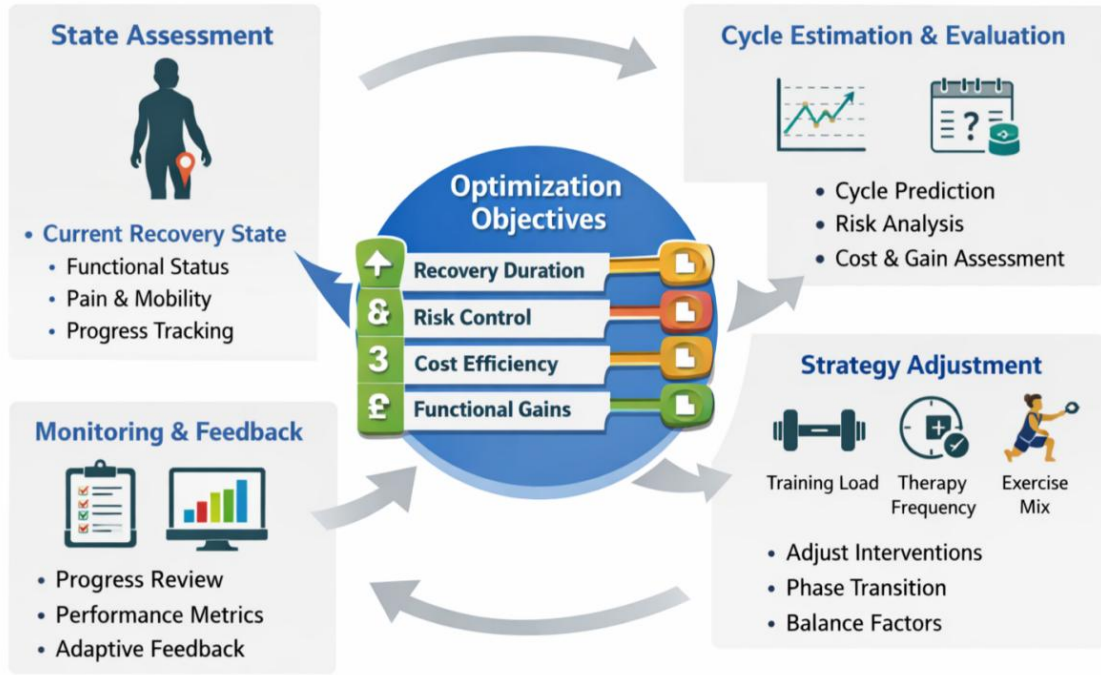 State Assessment
• Current Recovery State
• Functional Status
• Pain & Mobility
• Progress Tracking
Cycle Estimation & Evaluation
?
• Cycle Prediction
• Risk Analysis
• Cost & Gain Assessment
Optimization
Objectives
Recovery Duration
& Risk Control
3 Cost Efficiency
£ Functional Gains
Monitoring & Feedback
• Progress Review
• Performance Metrics
• Adaptive Feedback
Strategy Adjustment
Training Load
Therapy
Frequency
Exercise
Mix
• Adjust Interventions
• Phase Transition
• Balance Factors